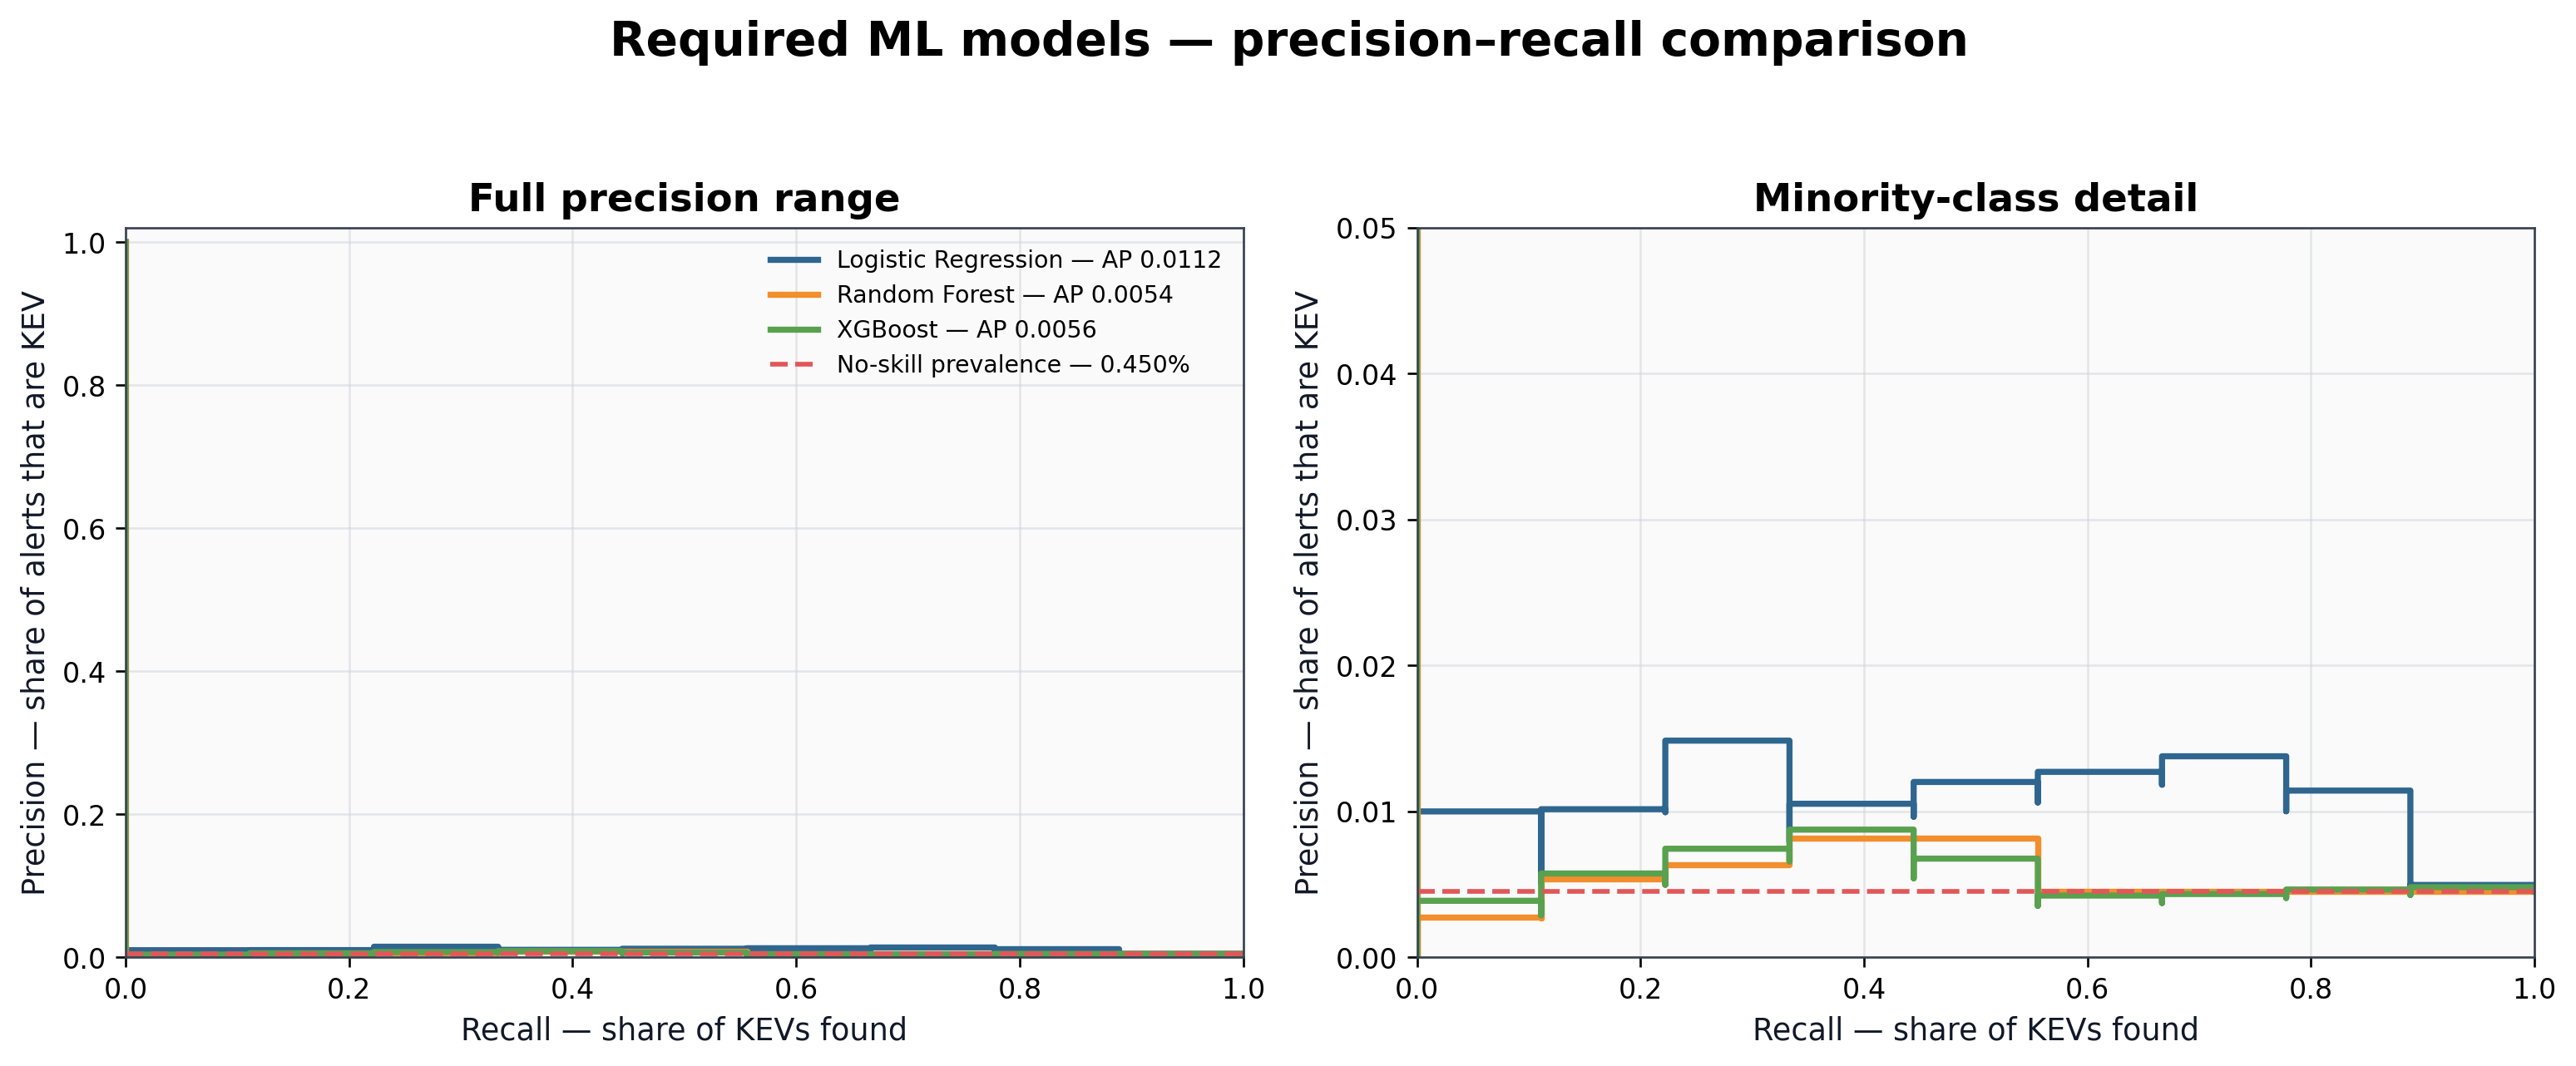 Required ML models — precision–recall comparison
Full precision range
Precision — share of alerts that are KEV
1.0
0.8
0.6
0.4
0.2
0.0
Logistic Regression — AP 0.0112
Random Forest — AP 0.0054
XGBoost — AP 0.0056
No-skill prevalence — 0.450%
0.0 0.2 0.4 0.6 0.8 1.0
Recall — share of KEVs found
Minority-class detail
Precision — share of alerts that are KEV
0.05
0.04
0.03
0.02
0.01
0.00
0.0 0.2 0.4 0.6 0.8 1.0
Recall — share of KEVs found